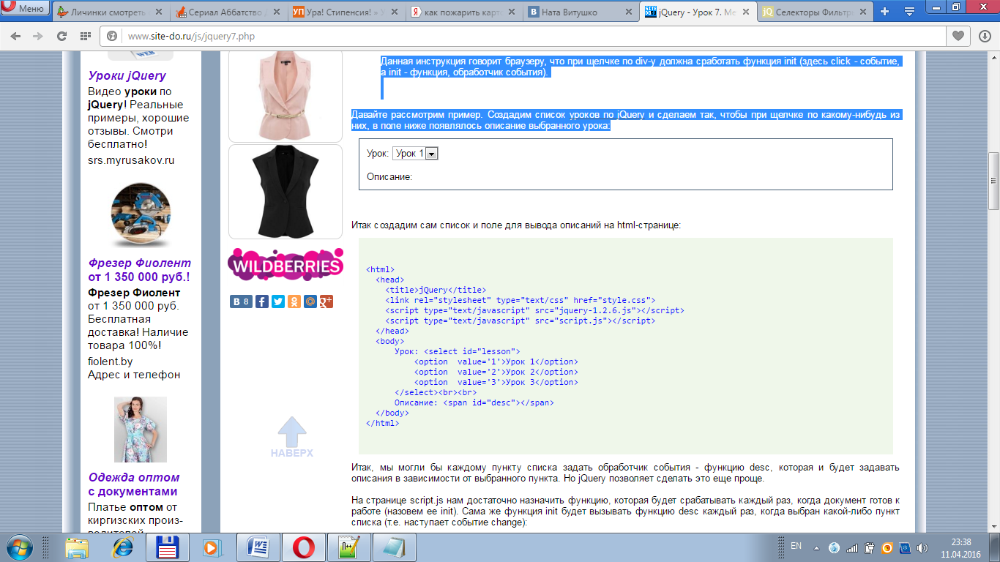 Меню
Личинки смотреть
Сериал Аббатство
Ура! Стипенсия! »
как пожарить карт
Ната Витушко
jQuery - Урок 7. Ме
Селекторы Фильтр
www.site-do.ru/js/jquery7.php
WEB
Уроки jQuery
Видео уроки по
jQuery! Реальные
примеры, хорошие
отзывы. Смотри
бесплатно!
srs.myrusakov.ru
Фрезер Фиолент
от 1 350 000 руб.!
Фрезер Фиолент
от 1 350 000 руб.
Бесплатная
доставка! Наличие
товара 100%!
fiolent.by
Адрес и телефон
Одежда оптом
с документами
Платье оптом от
киргизских произ-
водителей
WILDBERRIES
В 8
НАВЕРХ
Данная инструкция говорит браузеру, что при щелчке по div-у должна сработать функция init (здесь click - событие,
а init - функция, обработчик события).
Давайте рассмотрим пример. Создадим список уроков по jQuery и сделаем так, чтобы при щелчке по какому-нибудь из
них, в поле ниже появлялось описание выбранного урока:
Урок: Урок 1
Описание:
Итак создадим сам список и поле для вывода описаний на html-странице:
<html>
<head>
<title>jQuery</title>
<link rel="stylesheet" type="text/css" href="style.css">
<script type="text/javascript" src="jquery-1.2.6.js"></script>
<script type="text/javascript" src="script.js"></script>
</head>
<body>
Урок: <select id="lesson">
<option  value='1'>Урок 1</option>
<option  value='2'>Урок 2</option>
<option  value='3'>Урок 3</option>
</select><br><br>
Описание: <span id="desc"></span>
</body>
</html>
Итак, мы могли бы каждому пункту списка задать обработчик события - функцию desc, которая и будет задавать
описания в зависимости от выбранного пункта. Но jQuery позволяет сделать это еще проще.
На странице script.js нам достаточно назначить функцию, которая будет срабатывать каждый раз, когда документ готов к
работе (назовем ее init). Сама же функция init будет вызывать функцию desc каждый раз, когда выбран какой-либо пункт
списка (т.е. наступает событие change):
EN
23:38
11.04.2016